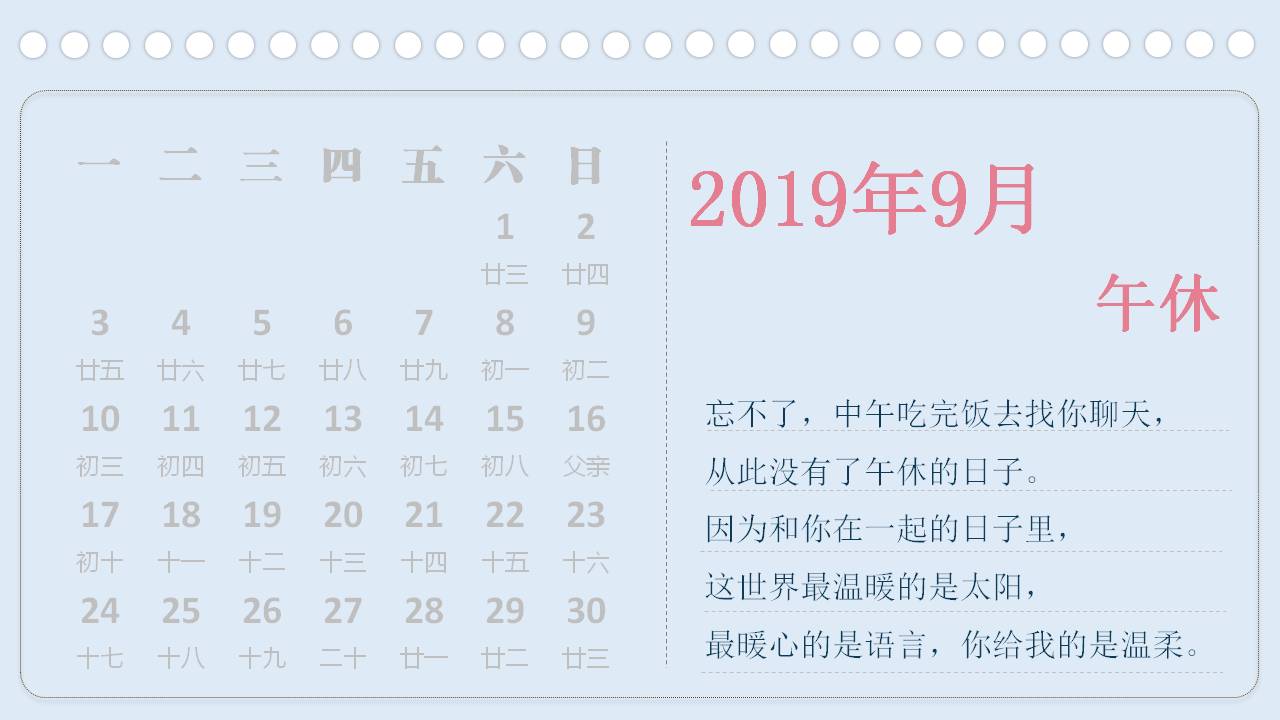 一 二 三 四 五 六 日
1 2
廿三 廿四
3 4 5 6 7 8 9
廿五 廿六 廿七 廿八 廿九 初一 初二
10 11 12 13 14 15 16
初三 初四 初五 初六 初七 初八 父亲
17 18 19 20 21 22 23
初十 十一 十二 十三 十四 十五 十六
24 25 26 27 28 29 30
十七 十八 十九 二十 廿一 廿二 廿三
2019年9月
午休
忘不了，中午吃完饭去找你聊天，
从此没有了午休的日子。
因为和你在一起的日子里，
这世界最温暖的是太阳，
最暖心的是语言，你给我的是温柔。